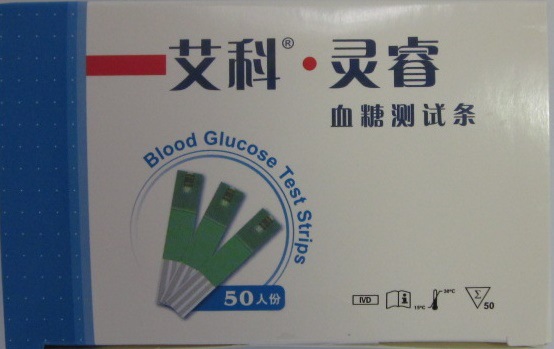 艾科®·灵睿
血糖测试条
Blood Glucose Test Strips
50人份
IVD
30℃
15℃
Σ
50